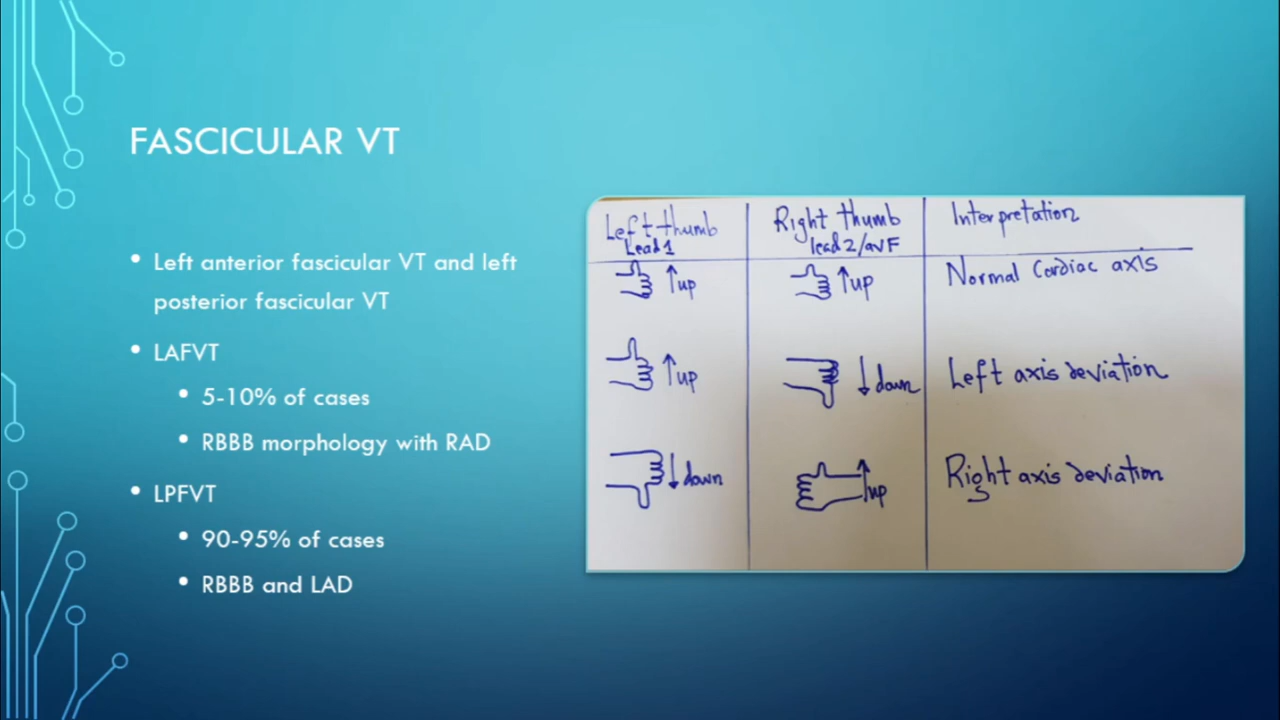 FASCICULAR VT
• Left anterior fascicular VT and left
posterior fascicular VT
• LAFVT
• 5-10% of cases
• RBBB morphology with RAD
• LPFVT
• 90-95% of cases
• RBBB and LAD
Left thumb Right thumb Interpretation
Lead 1 lead 2/aVF
↑up ↑up Normal Cardiac axis
↑up ↓down Left axis deviation
↓down ↑up Right axis deviation